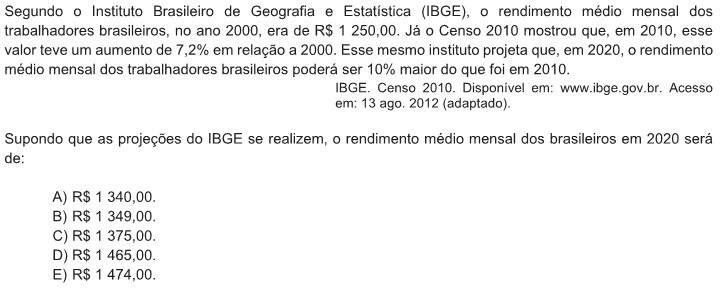 Segundo o Instituto Brasileiro de Geografia e Estatística (IBGE), o rendimento médio mensal dos
trabalhadores brasileiros, no ano 2000, era de R$ 1 250,00. Já o Censo 2010 mostrou que, em 2010, esse
valor teve um aumento de 7,2% em relação a 2000. Esse mesmo instituto projeta que, em 2020, o rendimento
médio mensal dos trabalhadores brasileiros poderá ser 10% maior do que foi em 2010.
IBGE. Censo 2010. Disponível em: www.ibge.gov.br. Acesso
em: 13 ago. 2012 (adaptado).
Supondo que as projeções do IBGE se realizem, o rendimento médio mensal dos brasileiros em 2020 será
de:
A) R$ 1 340,00.
B) R$ 1 349,00.
C) R$ 1 375,00.
D) R$ 1 465,00.
E) R$ 1 474,00.